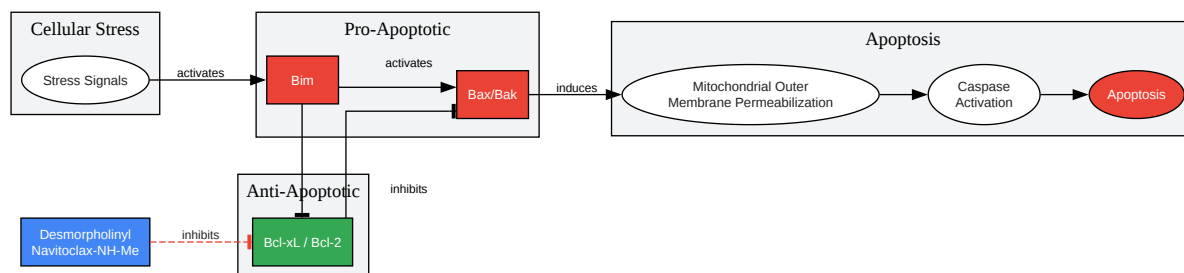 Cellular Stress
Pro-Apoptotic
Apoptosis
Stress Signals
activates
Bim
activates
Bax/Bak
induces
Mitochondrial Outer
Membrane Permeabilization
Caspase
Activation
Apoptosis
Anti-Apoptotic
inhibits
Desmorpholinyl
Navitoclax-NH-Me
inhibits
Bcl-xL / Bcl-2